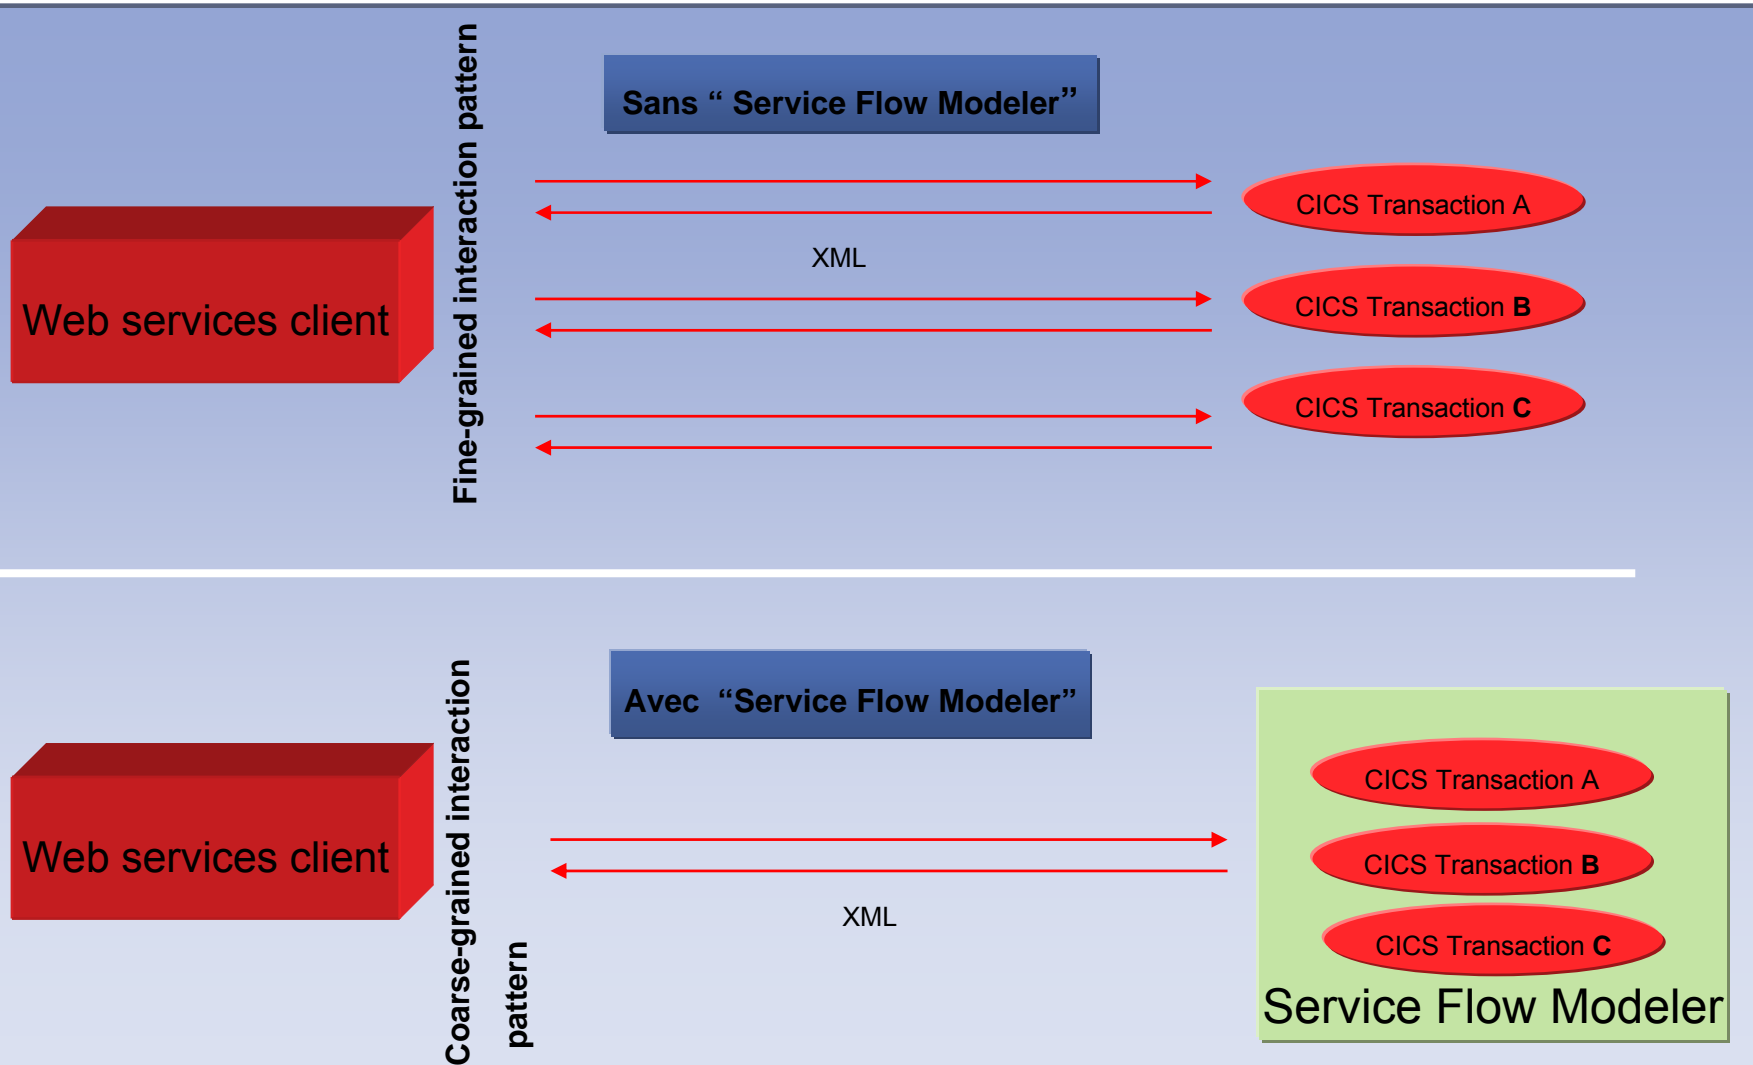 Fine-grained interaction pattern
Sans “ Service Flow Modeler”
Web services client
XML
CICS Transaction A
CICS Transaction B
CICS Transaction C
Coarse-grained interaction
pattern
Avec “Service Flow Modeler”
Web services client
XML
CICS Transaction A
CICS Transaction B
CICS Transaction C
Service Flow Modeler